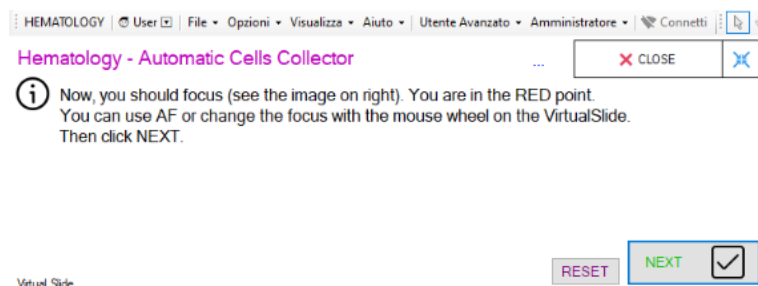 HEMATOLOGY User File Opzioni Visualizza Aiuto Utente Avanzato Amministratore Connetti
Hematology - Automatic Cells Collector ... CLOSE
Now, you should focus (see the image on right). You are in the RED point.
You can use AF or change the focus with the mouse wheel on the VirtualSlide.
Then click NEXT.
RESET NEXT
Virtual Slide